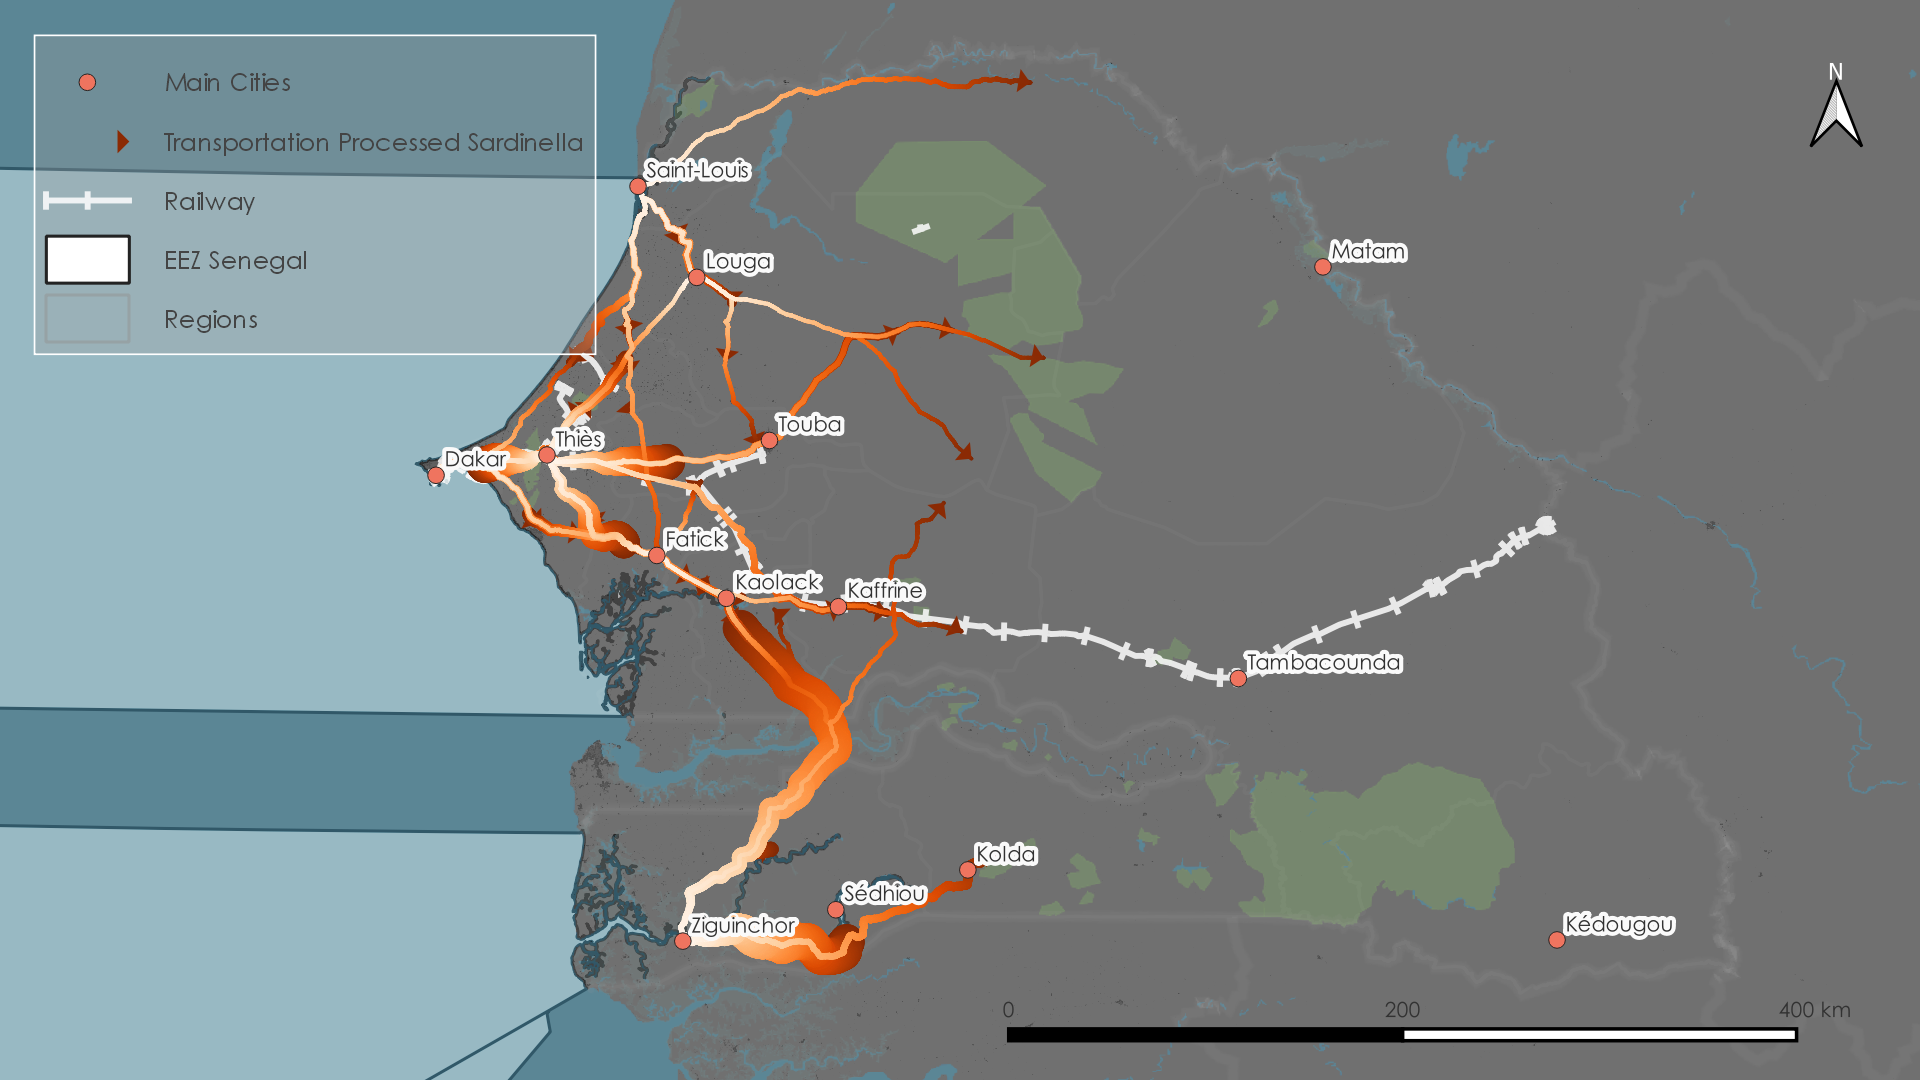 Main Cities
Transportation Processed Sardinella
Railway
EEZ Senegal
Regions
N
Saint-Louis
Louga
Matam
Touba
Thiès
Dakar
Fatick
Kaolack
Kaffrine
Tambacounda
Kolda
Sédhiou
Ziguinchor
Kédougou
0 200 400 km